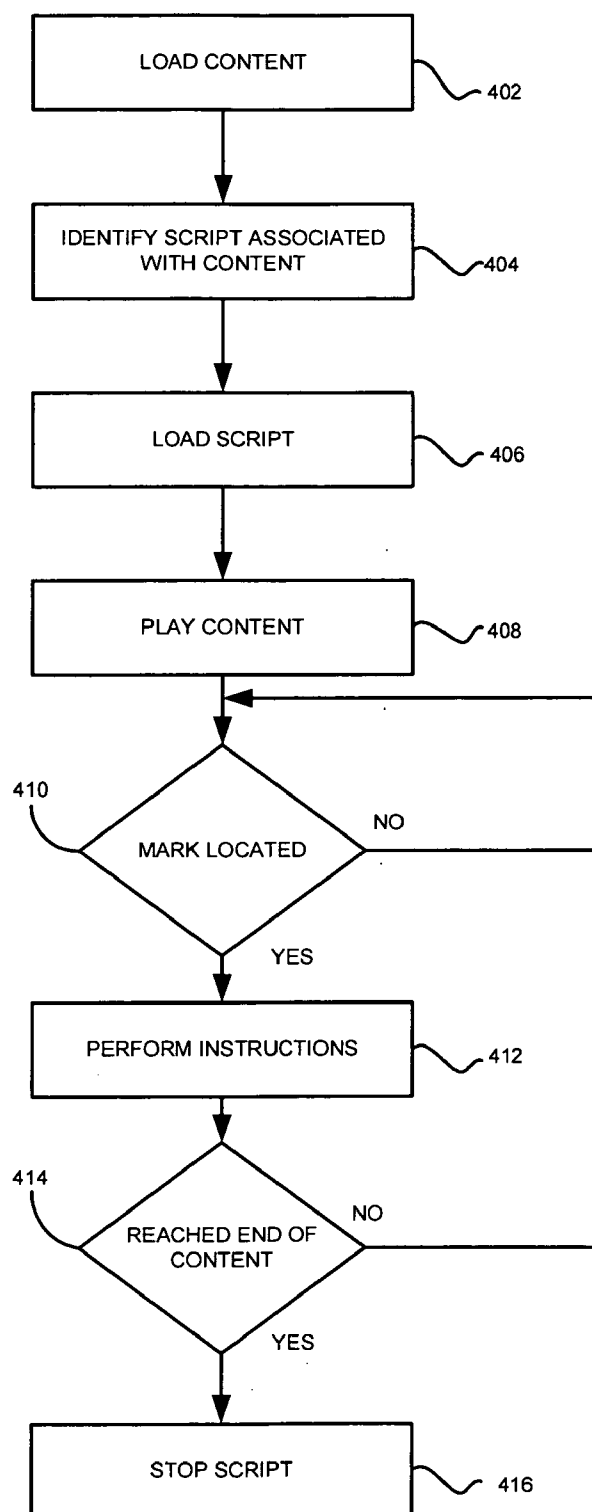 LOAD CONTENT
402
IDENTIFY SCRIPT ASSOCIATED
WITH CONTENT
404
LOAD SCRIPT
406
PLAY CONTENT
408
410
MARK LOCATED
NO
YES
PERFORM INSTRUCTIONS
412
414
REACHED END OF
CONTENT
NO
YES
STOP SCRIPT
416